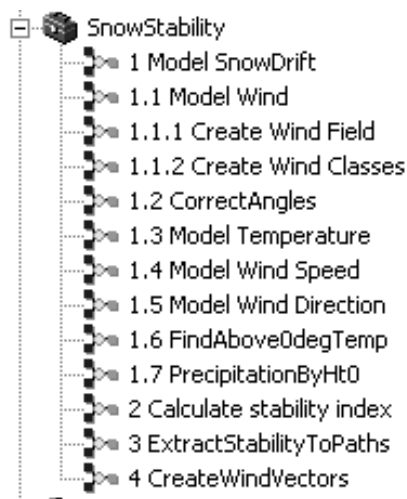 SnowStability
1 Model SnowDrift
1.1 Model Wind
1.1.1 Create Wind Field
1.1.2 Create Wind Classes
1.2 CorrectAngles
1.3 Model Temperature
1.4 Model Wind Speed
1.5 Model Wind Direction
1.6 FindAbove0degTemp
1.7 PrecipitationByHt0
2 Calculate stability index
3 ExtractStabilityToPaths
4 CreateWindVectors